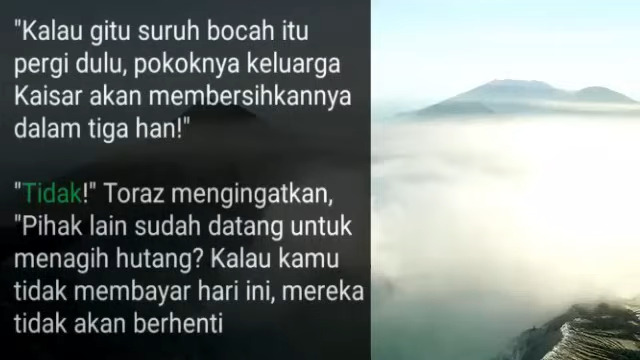 "Kalau gitu suruh bocah itu
pergi dulu, pokoknya keluarga
Kaisar akan membersihkannya
dalam tiga han!"
"Tidak!" Toraz mengingatkan,
"Pihak lain sudah datang untuk
menagih hutang? Kalau kamu
tidak membayar hari ini, mereka
tidak akan berhenti